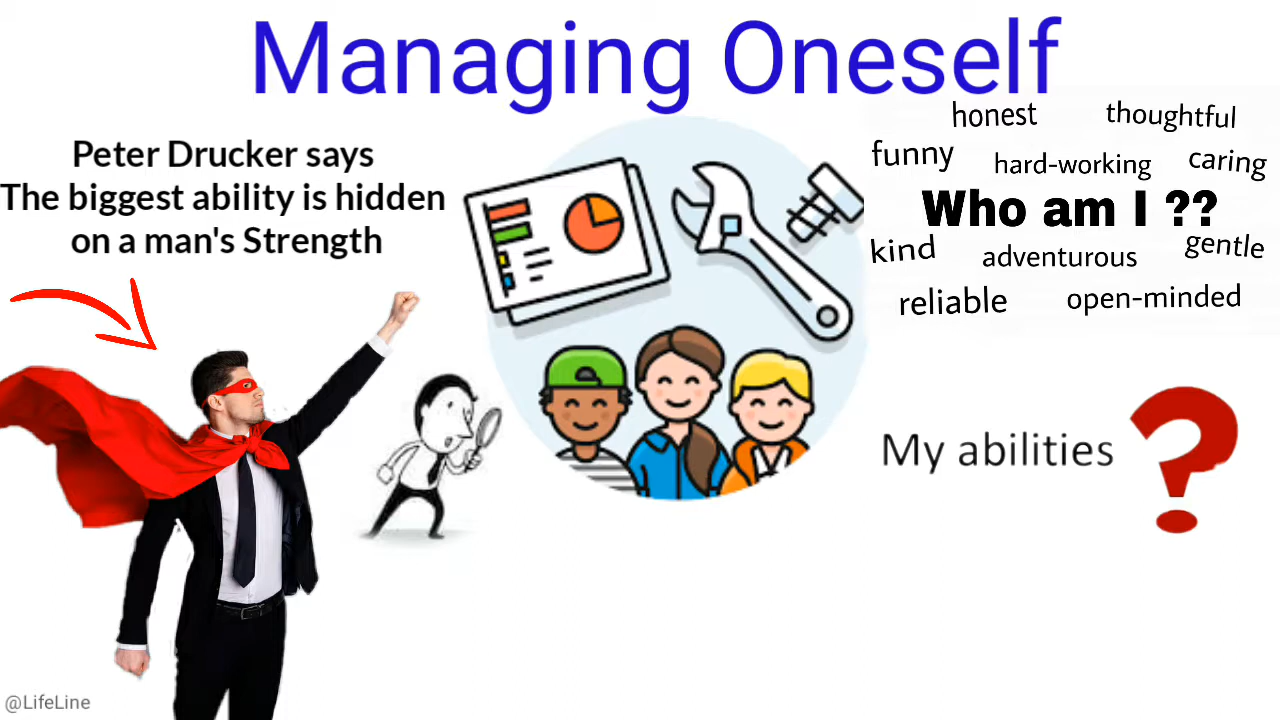 Managing Oneself
Peter Drucker says
The biggest ability is hidden
on a man's Strength
honest thoughtful
funny hard-working caring
Who am I ??
kind adventurous gentle
reliable open-minded
My abilities ?
@LifeLine